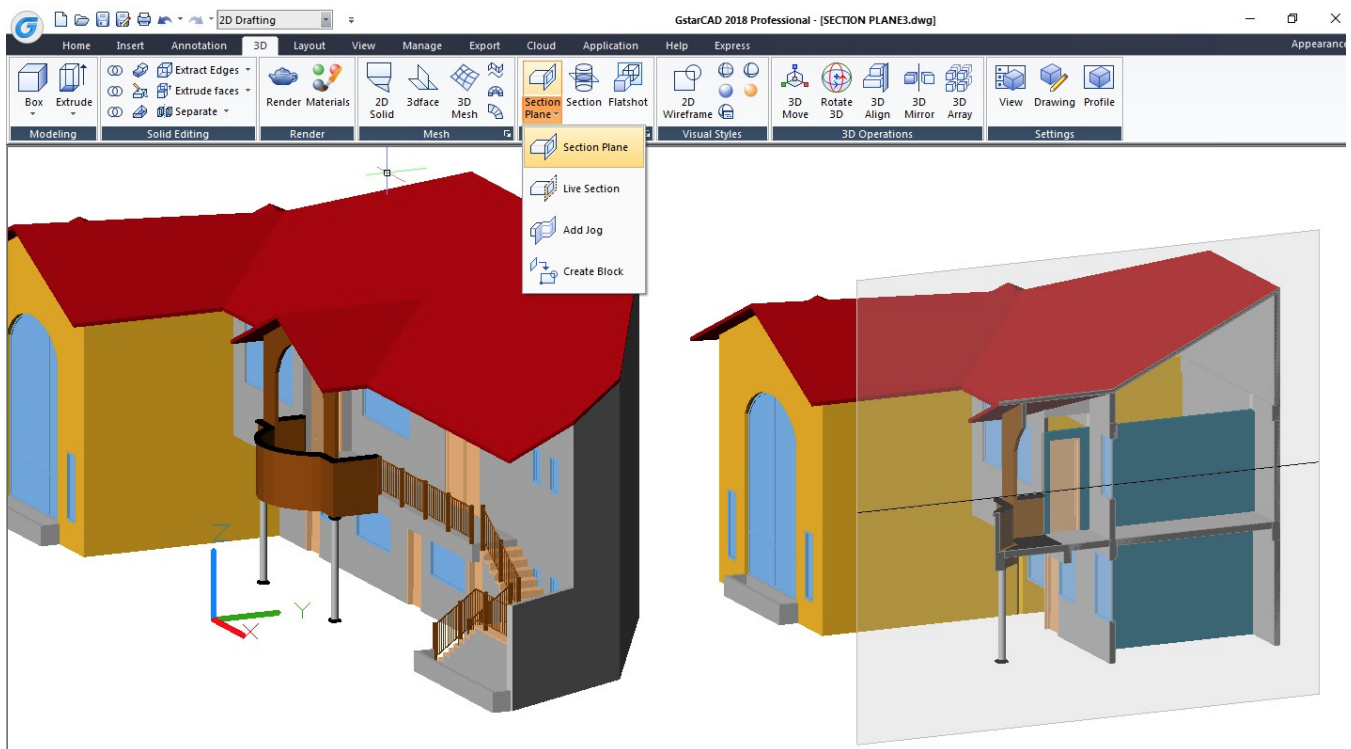 2D Drafting
GstarCAD 2018 Professional - [SECTION PLANE3.dwg]
Home Insert Annotation 3D Layout View Manage Export Cloud Application Help Express Appearance
Extract Edges
Extrude faces
Separate
Box Extrude
Render Materials
2D Solid
3dface
3D Mesh
Section Plane
Section
Flatshot
2D Wireframe
3D Move
Rotate 3D
3D Align
3D Mirror
3D Array
View Drawing Profile
Modeling Solid Editing Render Mesh Visual Styles 3D Operations Settings
Section Plane
Live Section
Add Jog
Create Block
Z
Y
X